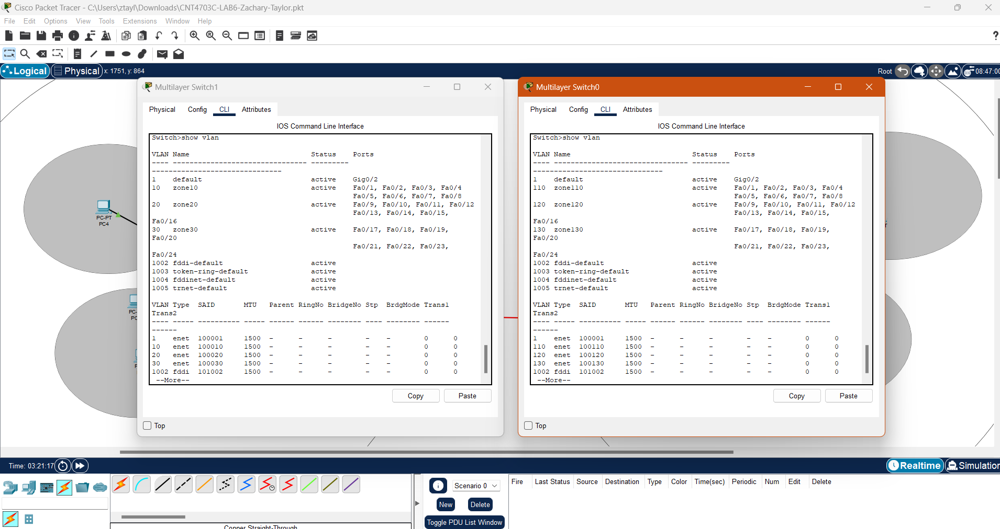 Cisco Packet Tracer - C:\Users\ztayl\Downloads\CNT4703C-LAB6-Zachary-Taylor.pkt
File Edit Options View Tools Extensions Window Help
?
Logical Physical x: 1751, y: 864 Root 08:47:00
Multilayer Switch1
Physical Config CLI Attributes
IOS Command Line Interface
Switch>show vlan
VLAN Name Status Ports
---- -------------------------------- ---------
-------------------------------
1 default active Gig0/2
10 zone10 active Fa0/1, Fa0/2, Fa0/3, Fa0/4
Fa0/5, Fa0/6, Fa0/7, Fa0/8
20 zone20 active Fa0/9, Fa0/10, Fa0/11, Fa0/12
Fa0/13, Fa0/14, Fa0/15,
Fa0/16
30 zone30 active Fa0/17, Fa0/18, Fa0/19,
Fa0/20
Fa0/21, Fa0/22, Fa0/23,
Fa0/24
1002 fddi-default active
1003 token-ring-default active
1004 fddinet-default active
1005 trnet-default active
VLAN Type SAID MTU Parent RingNo BridgeNo Stp BrdgMode Trans1
Trans2
---- ----- ---------- ----- ------ ------ -------- ---- -------- ------
------
1 enet 100001 1500 - - - - - 0 0
10 enet 100010 1500 - - - - - 0 0
20 enet 100020 1500 - - - - - 0 0
30 enet 100030 1500 - - - - - 0 0
1002 fddi 101002 1500 - - - - - 0 0
--More--
Copy Paste
Top
Multilayer Switch0
Physical Config CLI Attributes
IOS Command Line Interface
Switch>show vlan
VLAN Name Status Ports
---- -------------------------------- ---------
-------------------------------
1 default active Gig0/2
110 zone110 active Fa0/1, Fa0/2, Fa0/3, Fa0/4
Fa0/5, Fa0/6, Fa0/7, Fa0/8
120 zone120 active Fa0/9, Fa0/10, Fa0/11, Fa0/12
Fa0/13, Fa0/14, Fa0/15,
Fa0/16
130 zone130 active Fa0/17, Fa0/18, Fa0/19,
Fa0/20
Fa0/21, Fa0/22, Fa0/23,
Fa0/24
1002 fddi-default active
1003 token-ring-default active
1004 fddinet-default active
1005 trnet-default active
VLAN Type SAID MTU Parent RingNo BridgeNo Stp BrdgMode Trans1
Trans2
---- ----- ---------- ----- ------ ------ -------- ---- -------- ------
------
1 enet 100001 1500 - - - - - 0 0
110 enet 100110 1500 - - - - - 0 0
120 enet 100120 1500 - - - - - 0 0
130 enet 100130 1500 - - - - - 0 0
1002 fddi 101002 1500 - - - - - 0 0
--More--
Copy Paste
Top
PC-PT
PC4
PC-
PC
Time: 03:21:17 Realtime Simulation
Scenario 0
New Delete
Toggle PDU List Window
Fire Last Status Source Destination Type Color Time(sec) Periodic Num Edit Delete
Copper Straight-Through